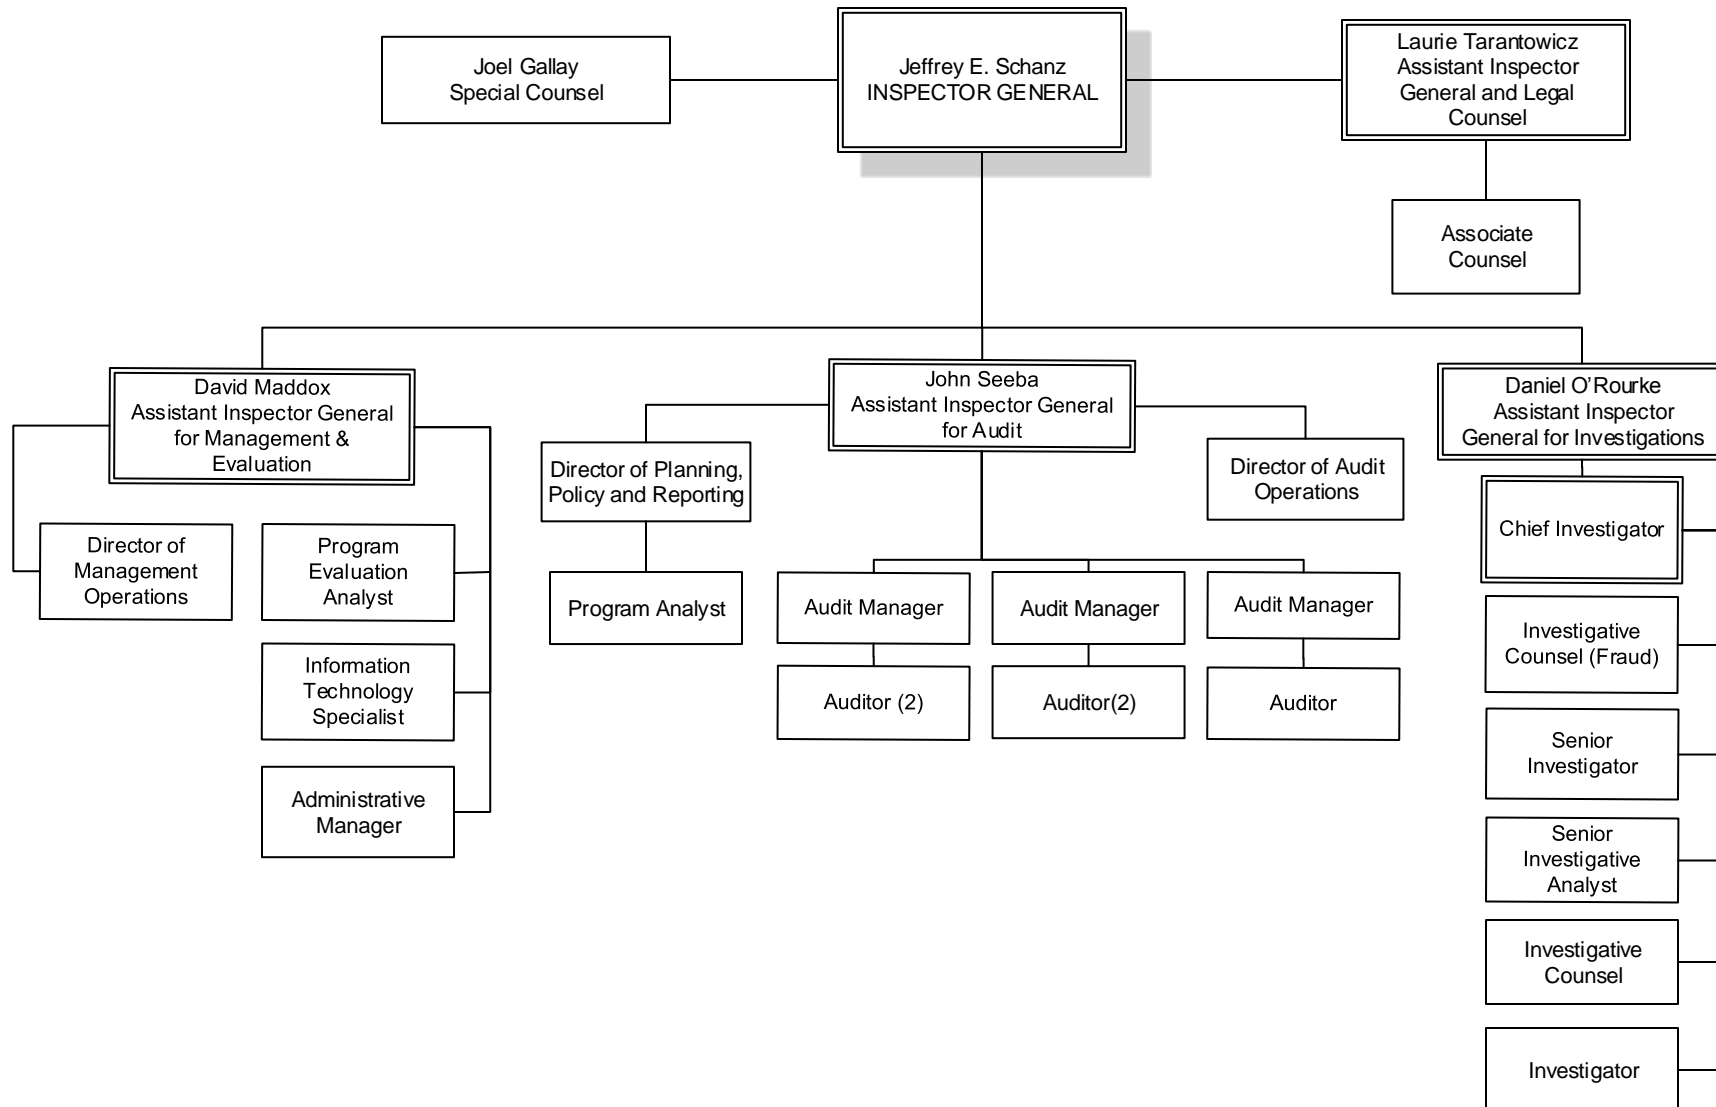 Joel Gallay
Special Counsel
Jeffrey E. Schanz
INSPECTOR GENERAL
Laurie Tarantowicz
Assistant Inspector
General and Legal
Counsel
Associate
Counsel
David Maddox
Assistant Inspector General
for Management &
Evaluation
John Seeba
Assistant Inspector General
for Audit
Daniel O'Rourke
Assistant Inspector
General for Investigations
Director of
Management
Operations
Program
Evaluation
Analyst
Information
Technology
Specialist
Administrative
Manager
Director of Planning,
Policy and Reporting
Program Analyst
Director of Audit
Operations
Audit Manager
Audit Manager
Audit Manager
Auditor (2)
Auditor(2)
Auditor
Chief Investigator
Investigative
Counsel (Fraud)
Senior
Investigator
Senior
Investigative
Analyst
Investigative
Counsel
Investigator